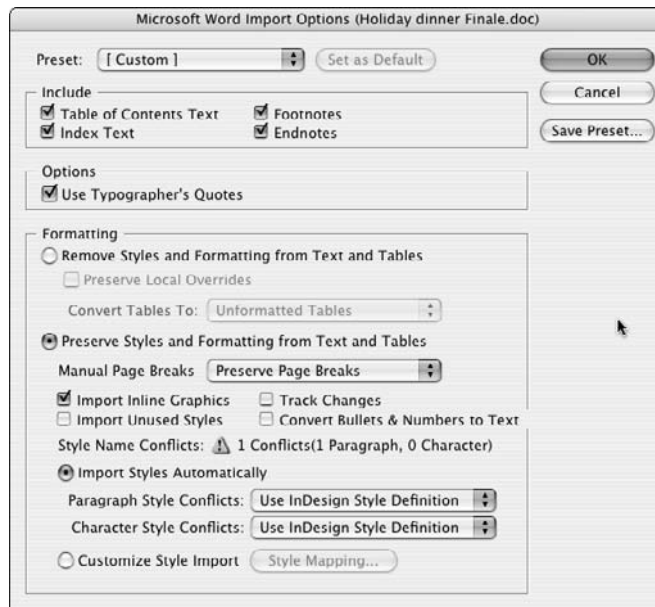 Microsoft Word Import Options (Holiday dinner Finale.doc)
Preset: [ Custom ] Set as Default OK
Include Cancel
Table of Contents Text Footnotes
Index Text Endnotes Save Preset...
Options
Use Typographer's Quotes
Formatting
Remove Styles and Formatting from Text and Tables
Preserve Local Overrides
Convert Tables To: Unformatted Tables
Preserve Styles and Formatting from Text and Tables
Manual Page Breaks Preserve Page Breaks
Import Inline Graphics Track Changes
Import Unused Styles Convert Bullets & Numbers to Text
Style Name Conflicts: 1 Conflicts(1 Paragraph, 0 Character)
Import Styles Automatically
Paragraph Style Conflicts: Use InDesign Style Definition
Character Style Conflicts: Use InDesign Style Definition
Customize Style Import Style Mapping...